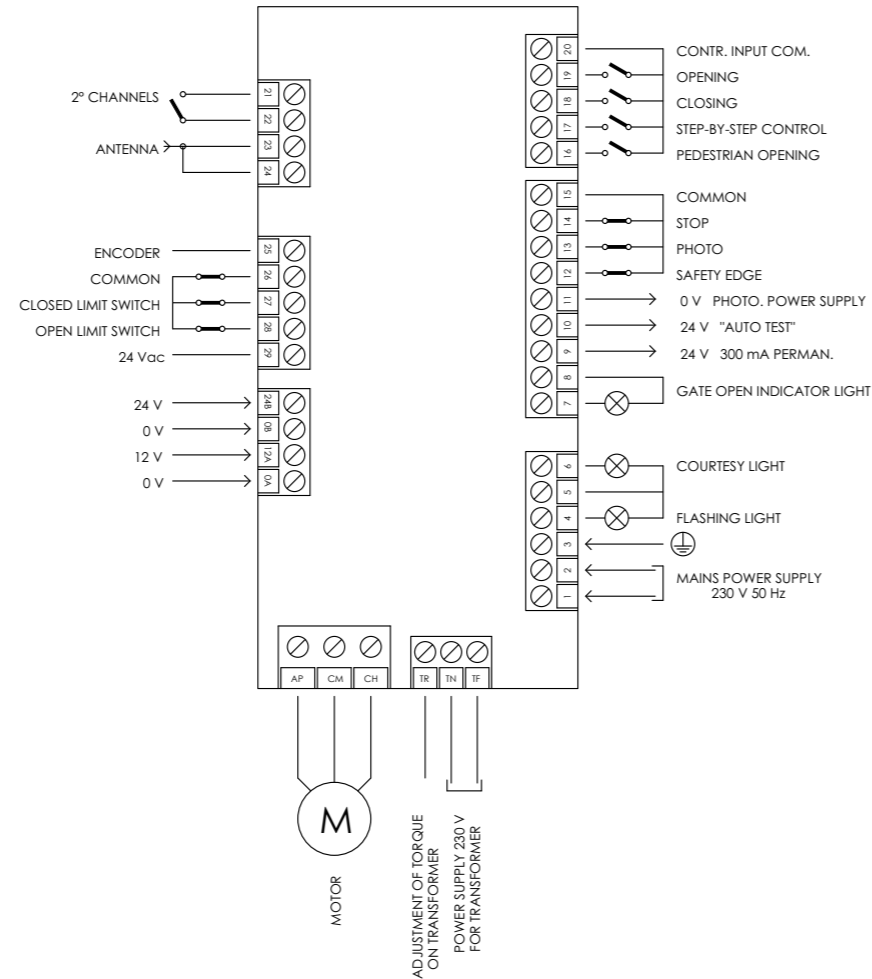 20 CONTR. INPUT COM.
19 OPENING
18 CLOSING
17 STEP-BY-STEP CONTROL
16 PEDESTRIAN OPENING
2º CHANNELS
21
22
ANTENNA
23
24
15 COMMON
14 STOP
13 PHOTO
12 SAFETY EDGE
11 0 V PHOTO. POWER SUPPLY
10 24 V "AUTO TEST"
9 24 V 300 mA PERMAN.
8
GATE OPEN INDICATOR LIGHT
7
ENCODER 25
COMMON 26
CLOSED LIMIT SWITCH 27
OPEN LIMIT SWITCH 28
24 Vac 29
24 V 24B
0 V 0B
12 V 12A
0 V 0A
6 COURTESY LIGHT
5
4 FLASHING LIGHT
3
2
1
MAINS POWER SUPPLY
230 V 50 Hz
AP CM CH
TR TN TF
M
MOTOR
ADJUSTMENT OF TORQUE
ON TRANSFORMER
POWER SUPPLY 230 V
FOR TRANSFORMER